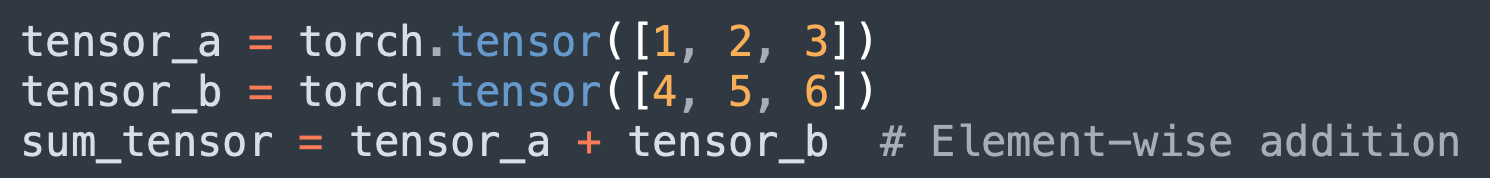 tensor_a = torch.tensor([1, 2, 3])
tensor_b = torch.tensor([4, 5, 6])
sum_tensor = tensor_a + tensor_b  # Element-wise addition